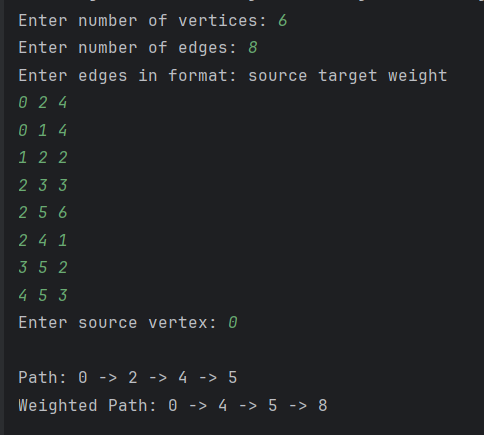 Enter number of vertices: 6
Enter number of edges: 8
Enter edges in format: source target weight
0 2 4
0 1 4
1 2 2
2 3 3
2 5 6
2 4 1
3 5 2
4 5 3
Enter source vertex: 0
Path: 0 -> 2 -> 4 -> 5
Weighted Path: 0 -> 4 -> 5 -> 8